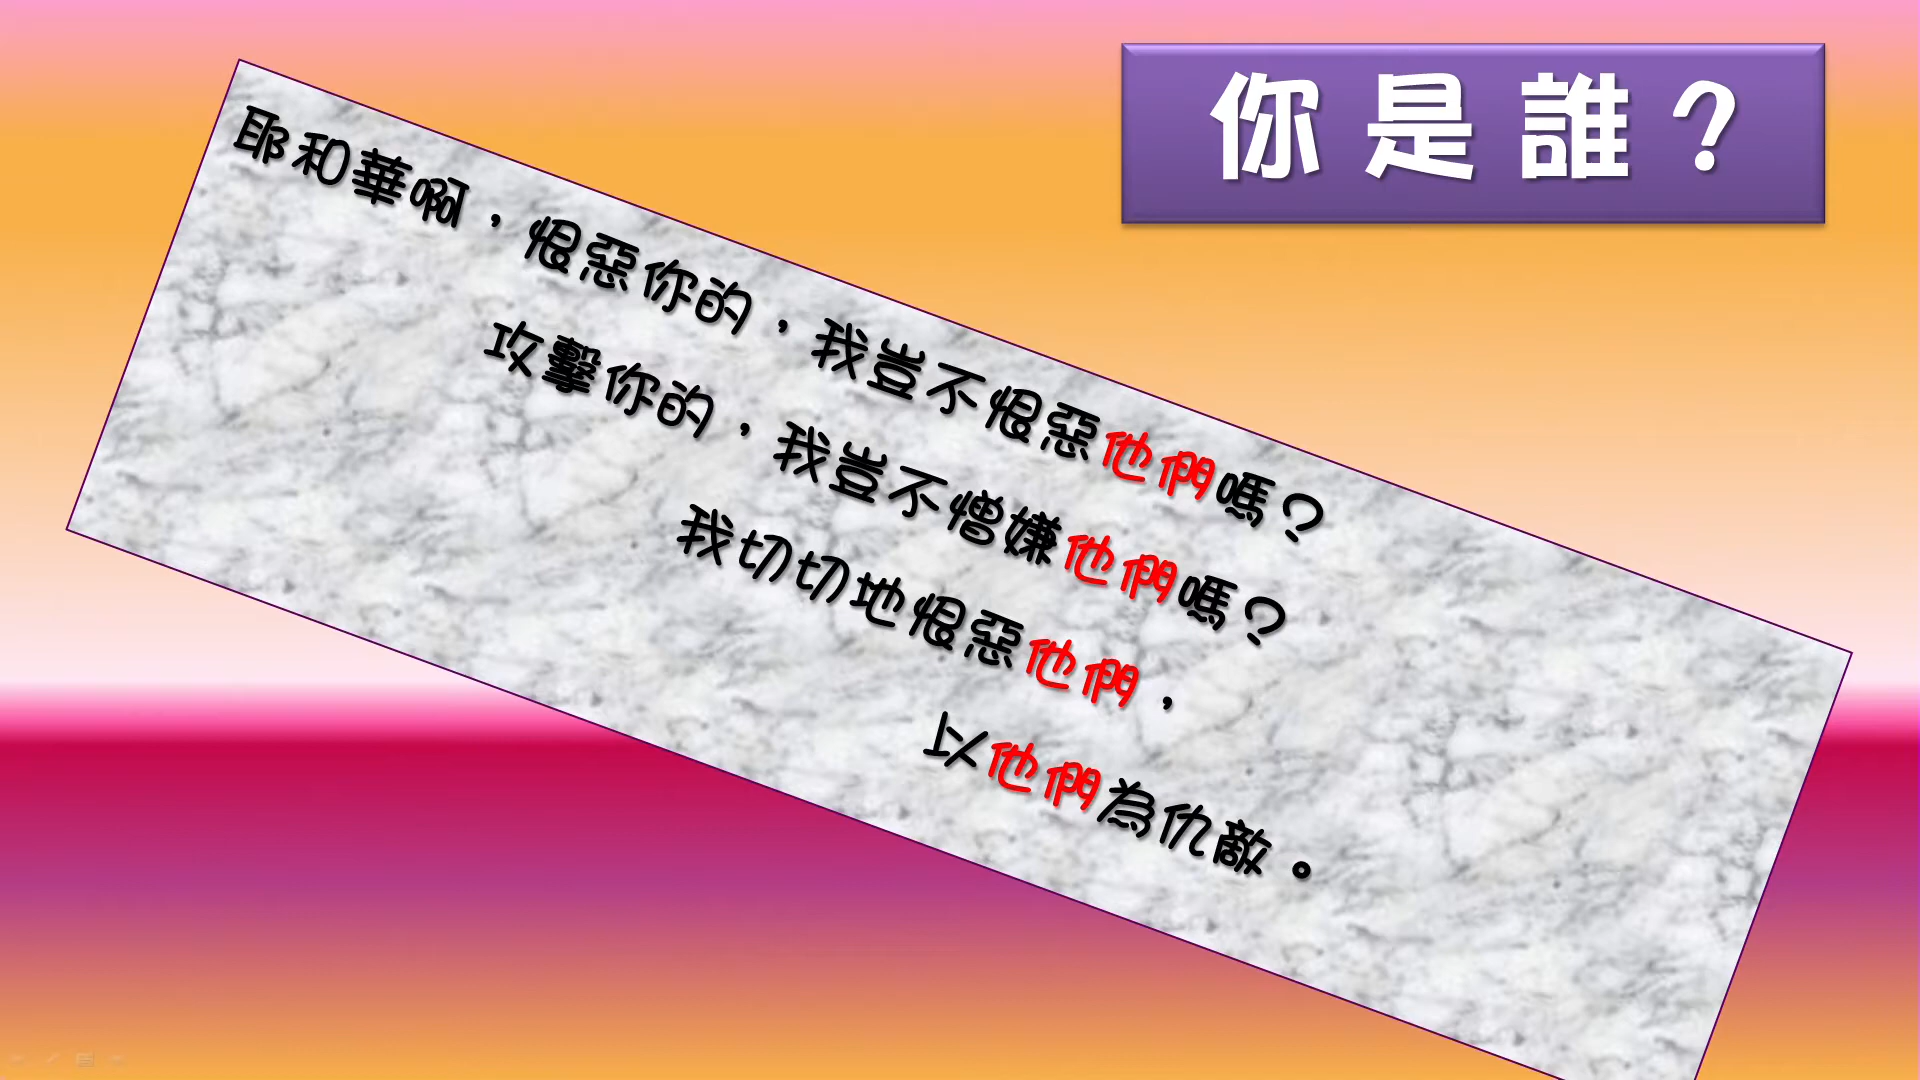 你是誰？
耶和華啊，恨惡你的，我豈不恨惡他們嗎？
攻擊你的，我豈不憎嫌他們嗎？
我切切地恨惡他們，
以他們為仇敵。